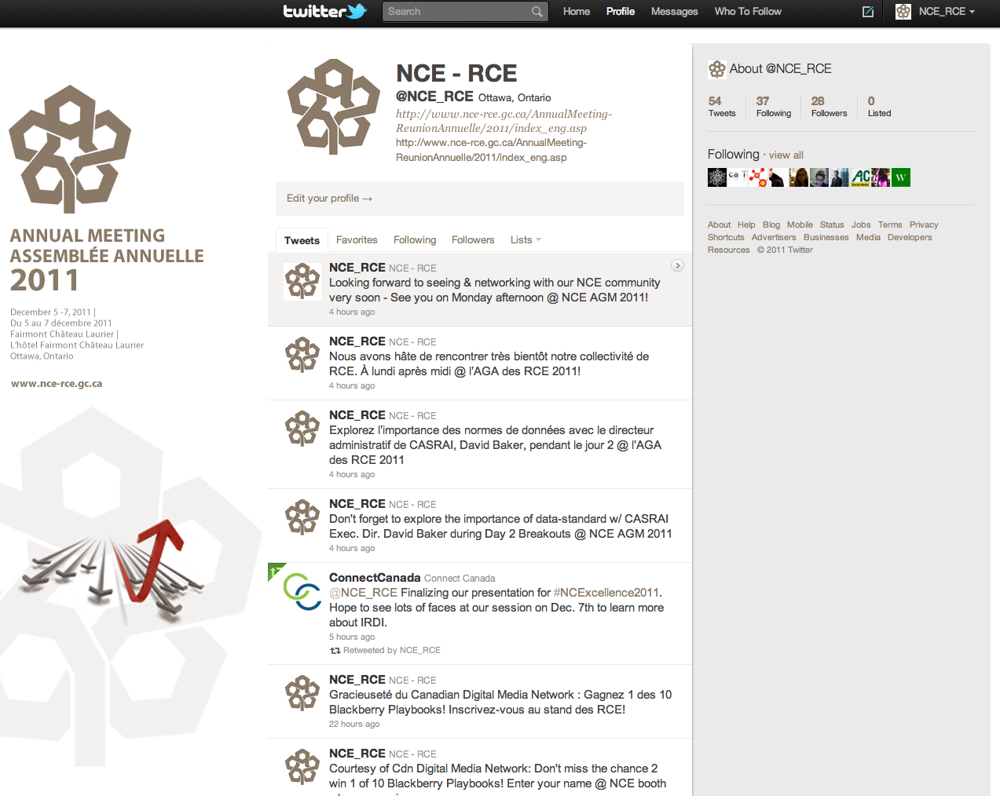 twitter
Search
Home
Profile
Messages
Who To Follow
NCE_RCE
ANNUAL MEETING
ASSEMBLÉE ANNUELLE
2011
December 5 -7, 2011 |
Du 5 au 7 décembre 2011
Fairmont Château Laurier |
L'hôtel Fairmont Château Laurier
Ottawa, Ontario
www.nce-rce.gc.ca
NCE - RCE
@NCE_RCE Ottawa, Ontario
http://www.nce-rce.gc.ca/AnnualMeeting-
ReunionAnnuelle/2011/index_eng.asp
http://www.nce-rce.gc.ca/AnnualMeeting-
ReunionAnnuelle/2011/index_eng.asp
Edit your profile →
Tweets
Favorites
Following
Followers
Lists
NCE_RCE NCE - RCE
Looking forward to seeing & networking with our NCE community
very soon - See you on Monday afternoon @ NCE AGM 2011!
4 hours ago
NCE_RCE NCE - RCE
Nous avons hâte de rencontrer très bientôt notre collectivité de
RCE. À lundi après midi @ l'AGA des RCE 2011!
4 hours ago
NCE_RCE NCE - RCE
Explorez l'importance des normes de données avec le directeur
administratif de CASRAI, David Baker, pendant le jour 2 @ l'AGA
des RCE 2011
4 hours ago
NCE_RCE NCE - RCE
Don't forget to explore the importance of data-standard w/ CASRAI
Exec. Dir. David Baker during Day 2 Breakouts @ NCE AGM 2011
4 hours ago
ConnectCanada Connect Canada
@NCE_RCE Finalizing our presentation for #NCExcellence2011.
Hope to see lots of faces at our session on Dec. 7th to learn more
about IRDI.
5 hours ago
Retweeted by NCE_RCE
NCE_RCE NCE - RCE
Gracieuseté du Canadian Digital Media Network : Gagnez 1 des 10
Blackberry Playbooks! Inscrivez-vous au stand des RCE!
22 hours ago
NCE_RCE NCE - RCE
Courtesy of Cdn Digital Media Network: Don't miss the chance 2
win 1 of 10 Blackberry Playbooks! Enter your name @ NCE booth
About @NCE_RCE
54
Tweets
37
Following
28
Followers
0
Listed
Following · view all
ca T
AC
Social Media
W
About Help Blog Mobile Status Jobs Terms Privacy
Shortcuts Advertisers Businesses Media Developers
Resources © 2011 Twitter